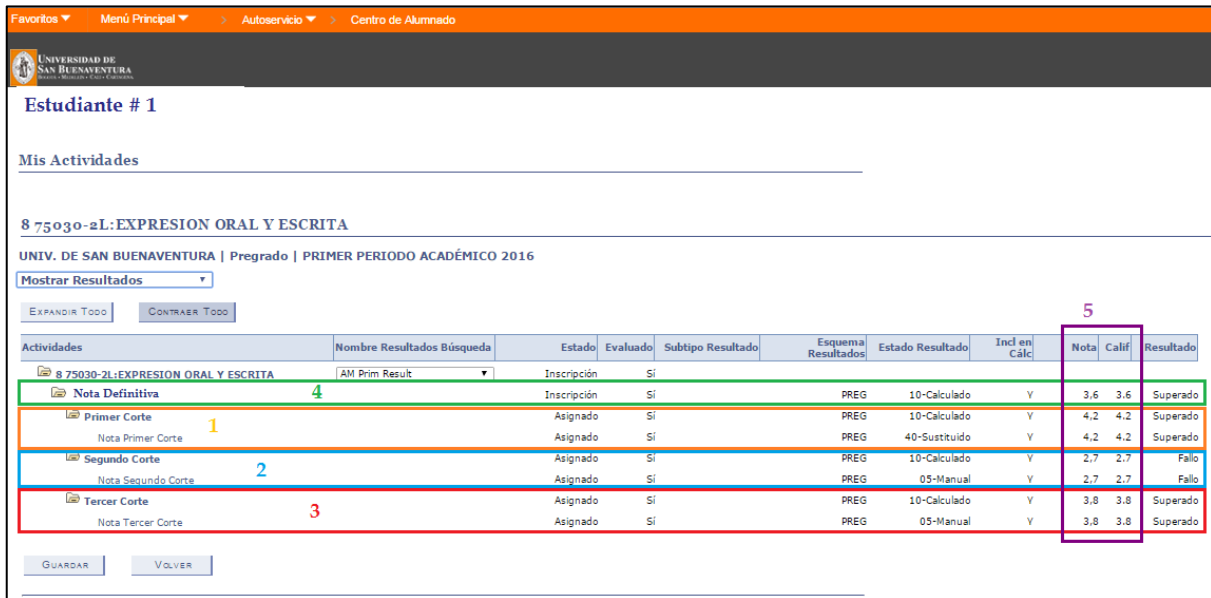 Favoritos Menú Principal > Autoservicio > Centro de Alumnado
UNIVERSIDAD DE
SAN BUENAVENTURA
Estudiante # 1
Mis Actividades
8 75030-2L:EXPRESION ORAL Y ESCRITA
UNIV. DE SAN BUENAVENTURA | Pregrado | PRIMER PERIODO ACADÉMICO 2016
Mostrar Resultados
EXPANDIR TODO CONTRAER TODO 5
Actividades Nombre Resultados Búsqueda Estado Evaluado Subtipo Resultado Esquema Resultados Estado Resultado Incl en Cálc Nota Calif Resultado
8 75030-2L:EXPRESION ORAL Y ESCRITA AM Prim Result Inscripción Sí
Nota Definitiva 4 Inscripción Sí PREG 10-Calculado Y 3,6 3.6 Superado
Primer Corte 1 Asignado Sí PREG 10-Calculado Y 4,2 4.2 Superado
Nota Primer Corte Asignado Sí PREG 40-Sustituido Y 4,2 4.2 Superado
Segundo Corte 2 Asignado Sí PREG 10-Calculado Y 2,7 2.7 Fallo
Nota Segundo Corte Asignado Sí PREG 05-Manual Y 2,7 2.7 Fallo
Tercer Corte 3 Asignado Sí PREG 10-Calculado Y 3,8 3.8 Superado
Nota Tercer Corte Asignado Sí PREG 05-Manual Y 3,8 3.8 Superado
GUARDAR VOLVER